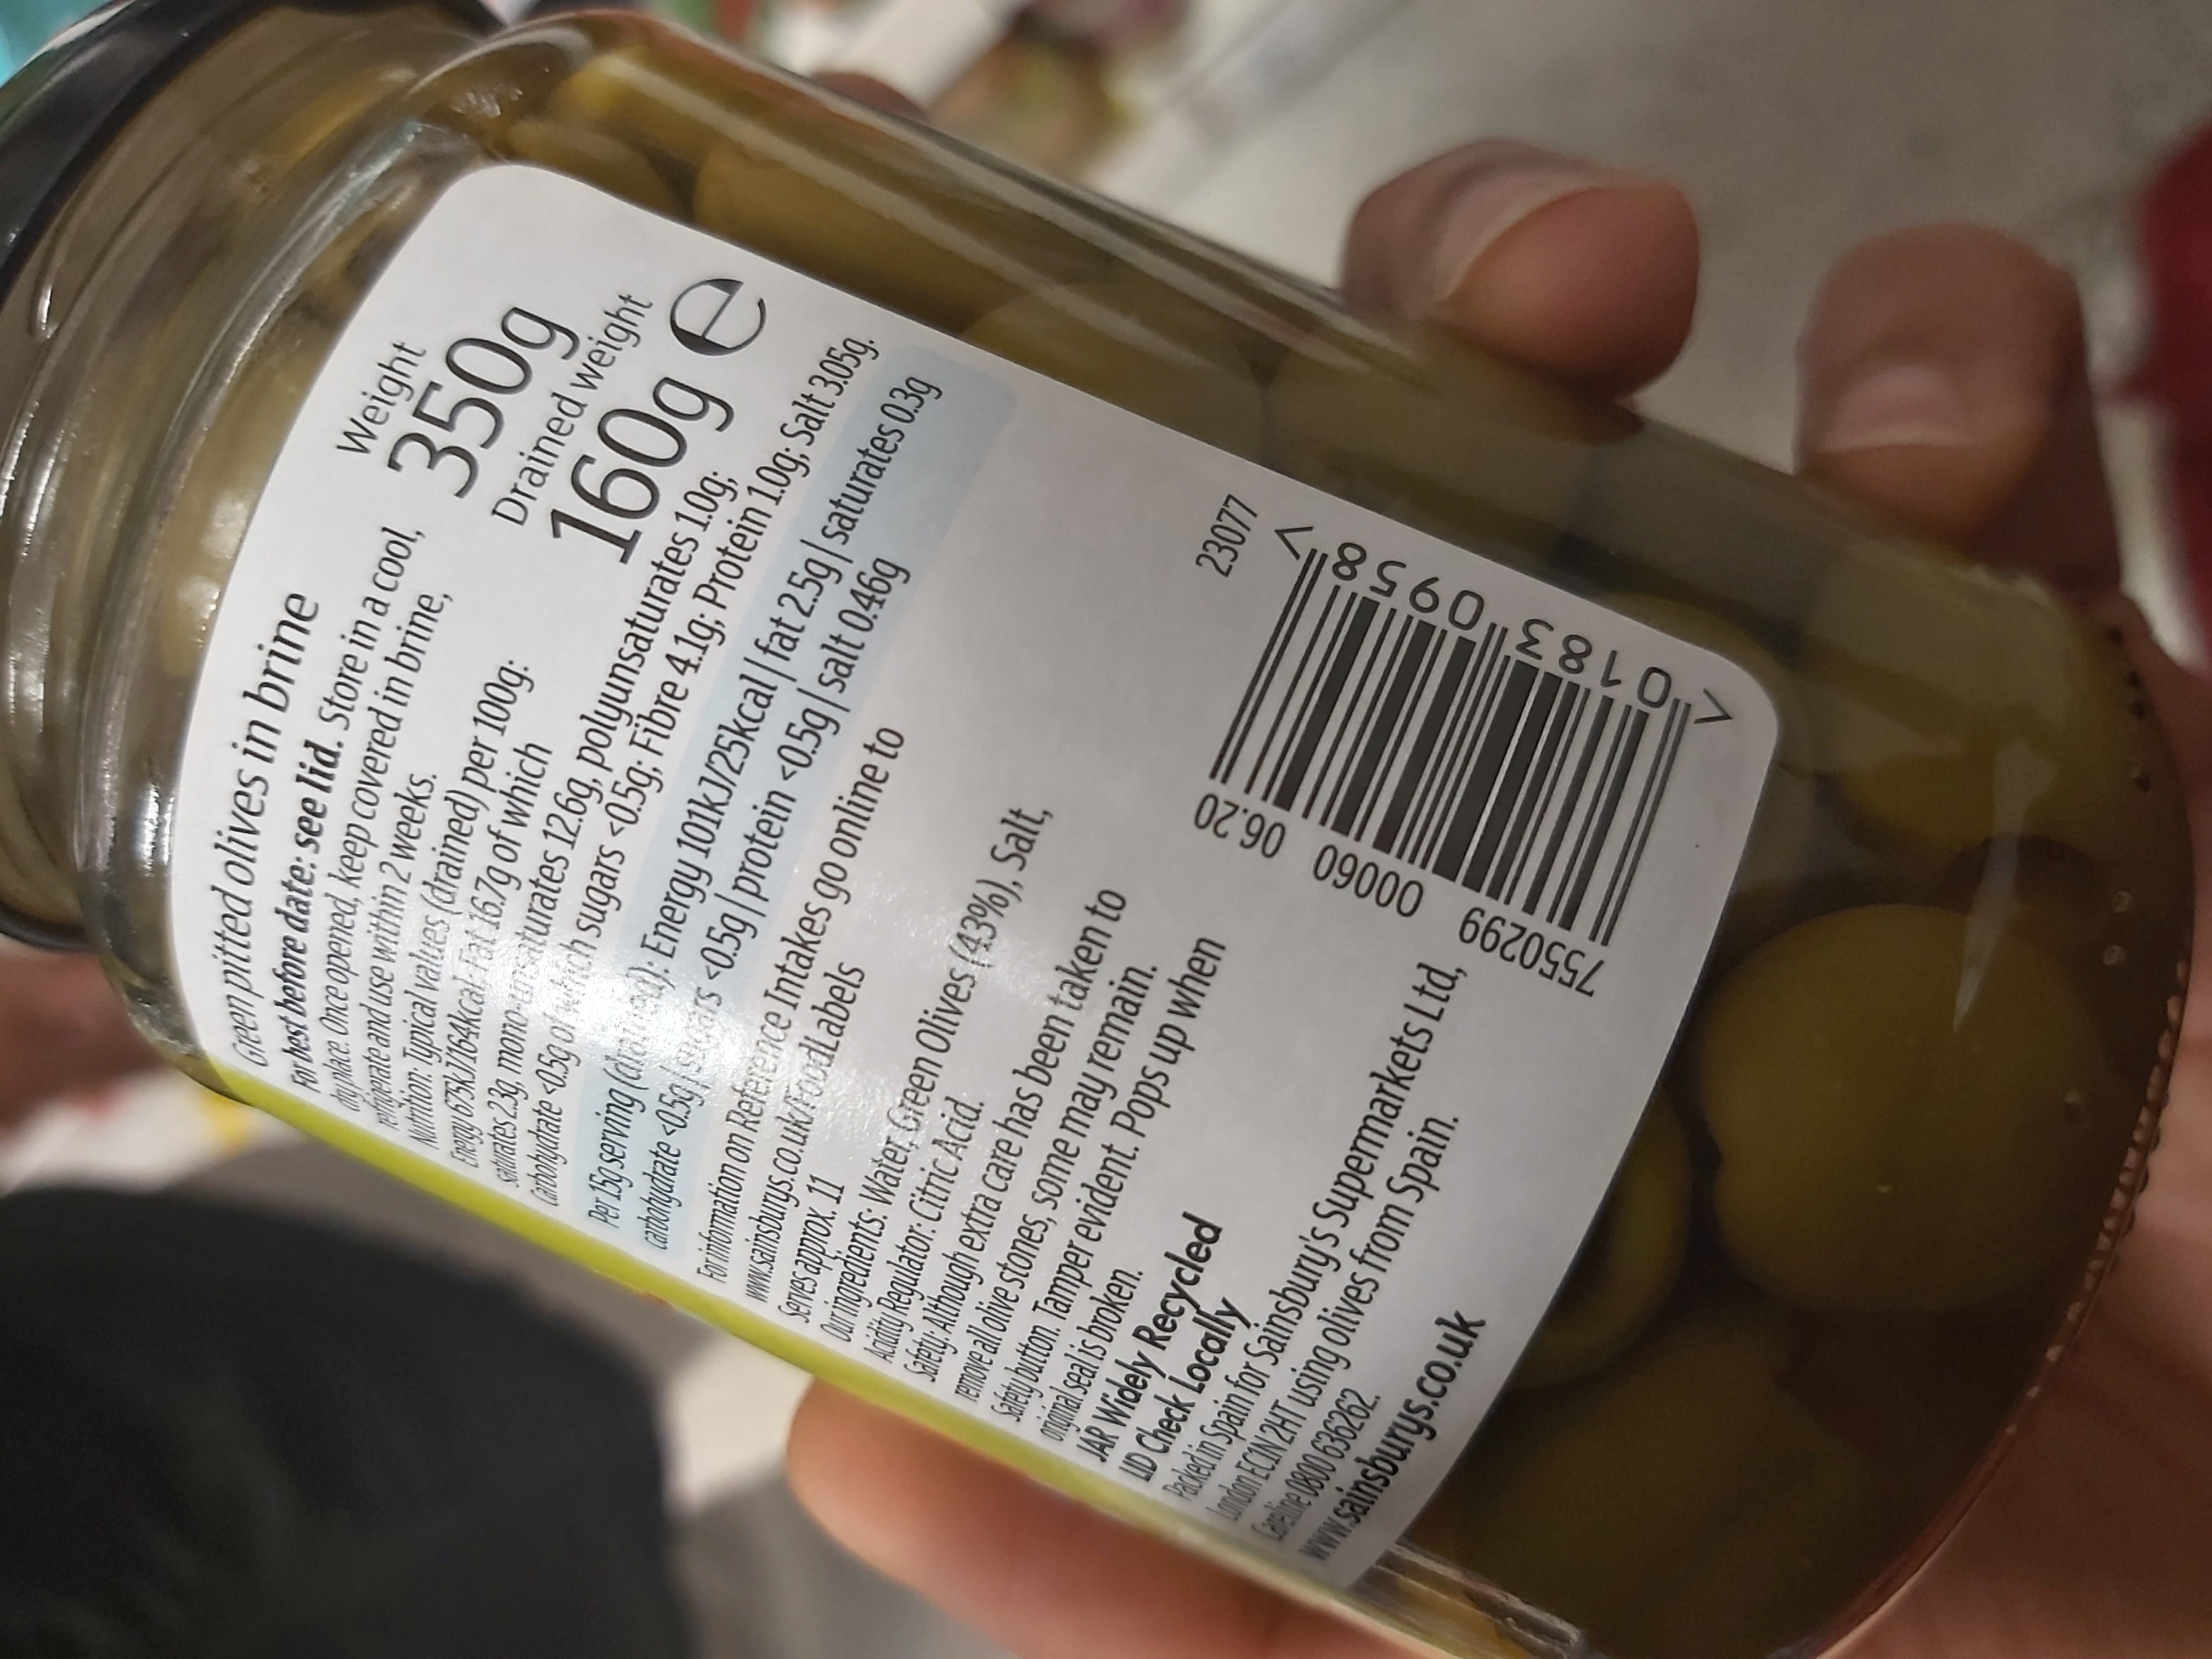 Green pitted olives in brine
For best before date: see lid. Store in a cool,
dry place. Once opened, keep covered in brine,
refrigerate and use within 2 weeks.
Weight
350g
Drained weight
160g e
Nutrition: Typical values (drained) per 100g:
Energy 675kJ/164kcal; Fat 16.7g of which
saturates 2.3g, mono-unsaturates 12.6g, polyunsaturates 1.0g;
Carbohydrate <0.5g of which sugars <0.5g; Fibre 4.1g; Protein 1.0g; Salt 3.05g.
Per 15g serving (drained): Energy 101kJ/25kcal | fat 2.5g | saturates 0.3g
carbohydrate <0.5g | sugars <0.5g | protein <0.5g | salt 0.46g
For information on Reference Intakes go online to
www.sainsburys.co.uk/FoodLabels
Serves approx. 11
Our ingredients: Water, Green Olives (43%), Salt,
Acidity Regulator: Citric Acid.
Safety: Although extra care has been taken to
remove all olive stones, some may remain.
Safety button. Tamper evident. Pops up when
original seal is broken.
JAR Widely Recycled
LID Check Locally
Packed in Spain for Sainsbury's Supermarkets Ltd,
London EC1N 2HT using olives from Spain.
Careline 0800 636262.
www.sainsburys.co.uk
23077
< 0183 0958 >
7550299 00060 06.20